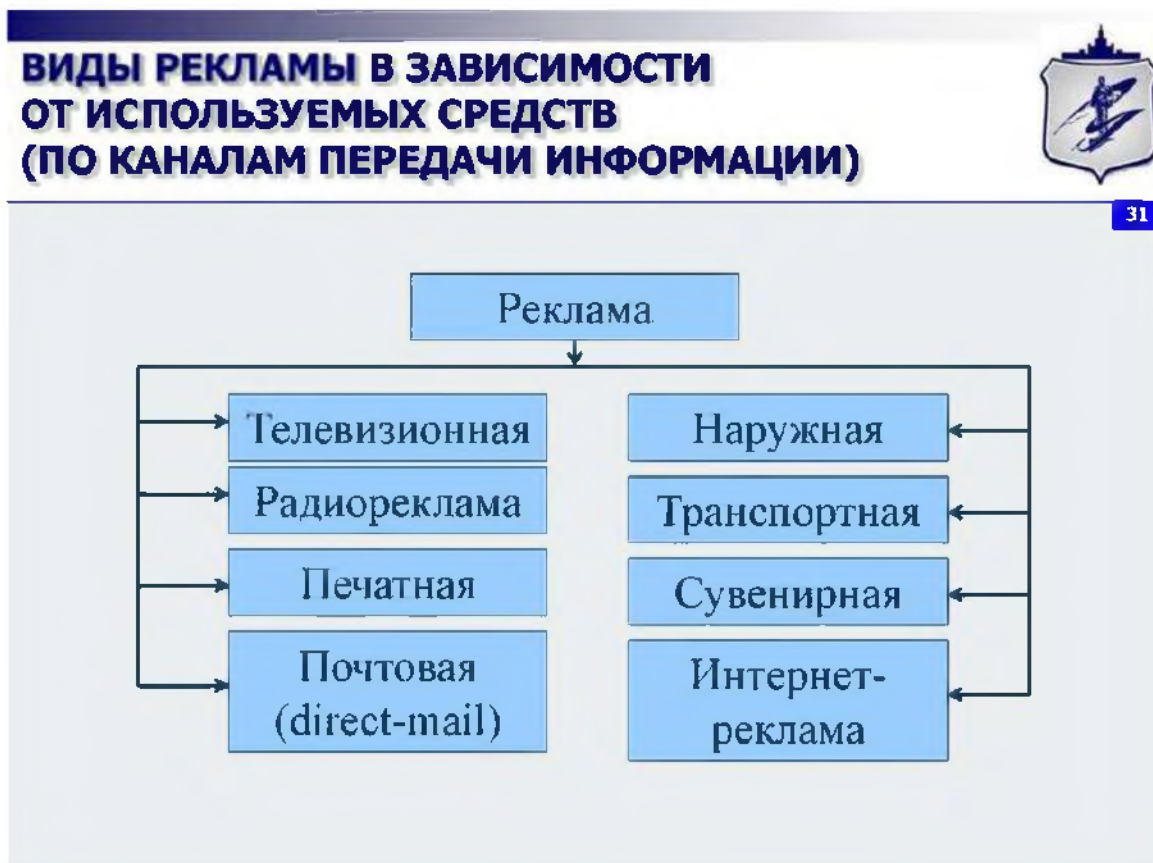 ВИДЫ РЕКЛАМЫ В ЗАВИСИМОСТИ
ОТ ИСПОЛЬЗУЕМЫХ СРЕДСТВ
(ПО КАНАЛАМ ПЕРЕДАЧИ ИНФОРМАЦИИ)
31
Реклама
Телевизионная
Радиореклама
Печатная
Почтовая
(direct-mail)
Наружная
Транспортная
Сувенирная
Интернет-
реклама